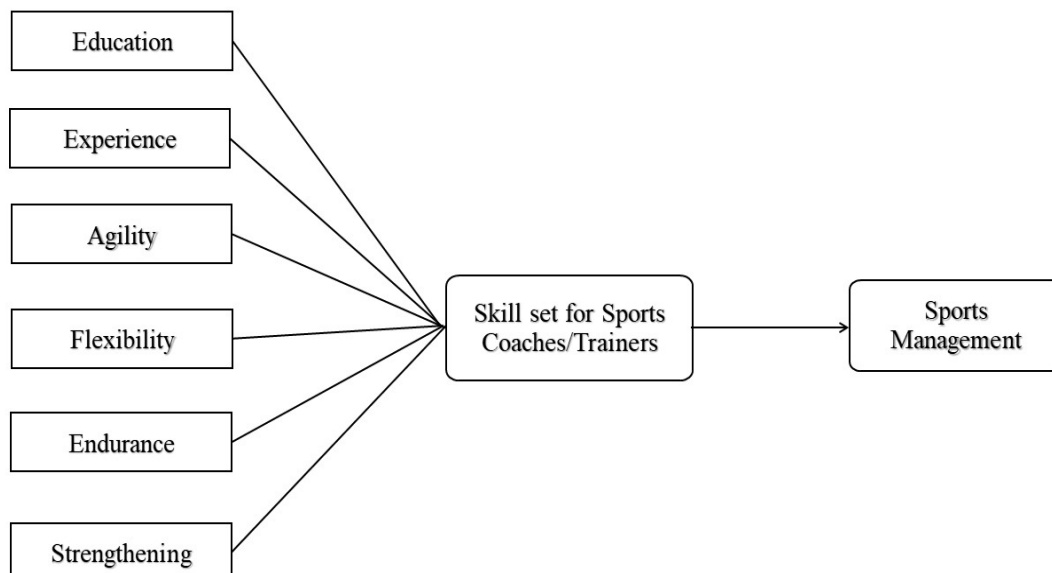 Education
Experience
Agility
Flexibility
Endurance
Strengthening
Skill set for Sports
Coaches/Trainers
Sports
Management